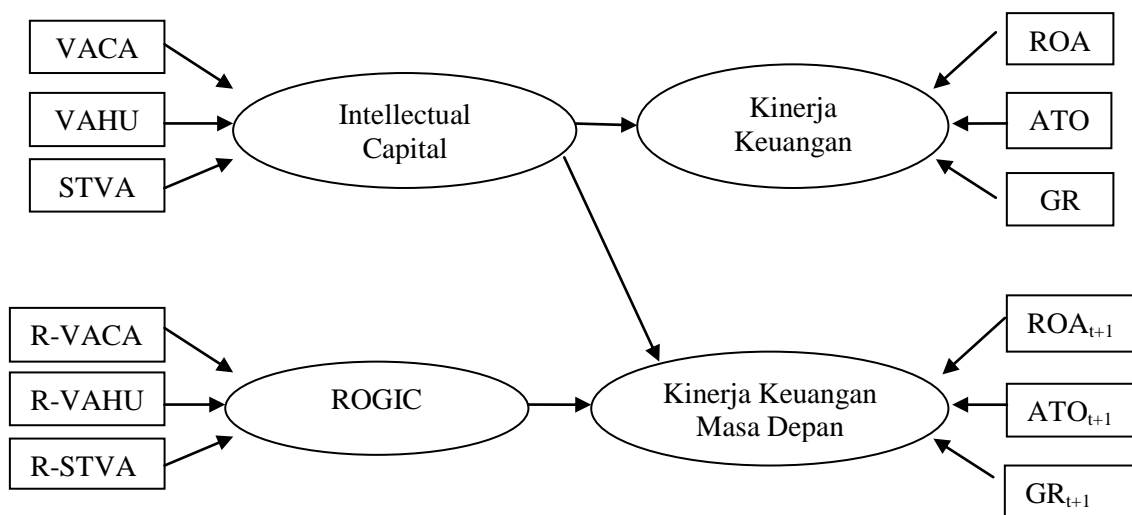 VACA
VAHU
STVA
Intellectual
Capital
Kinerja
Keuangan
ROA
ATO
GR
R-VACA
R-VAHU
R-STVA
ROGIC
Kinerja Keuangan
Masa Depan
ROAt+1
ATOt+1
GRt+1